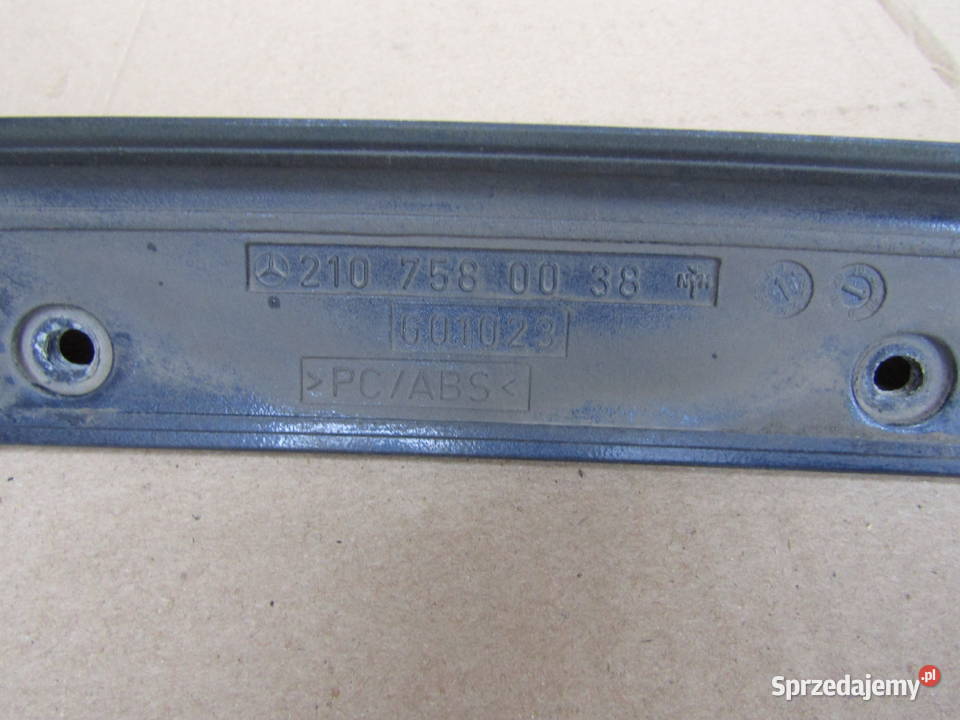 210 758 00 38
G01023
>PC/ABS<
Sprzedajemy.pl